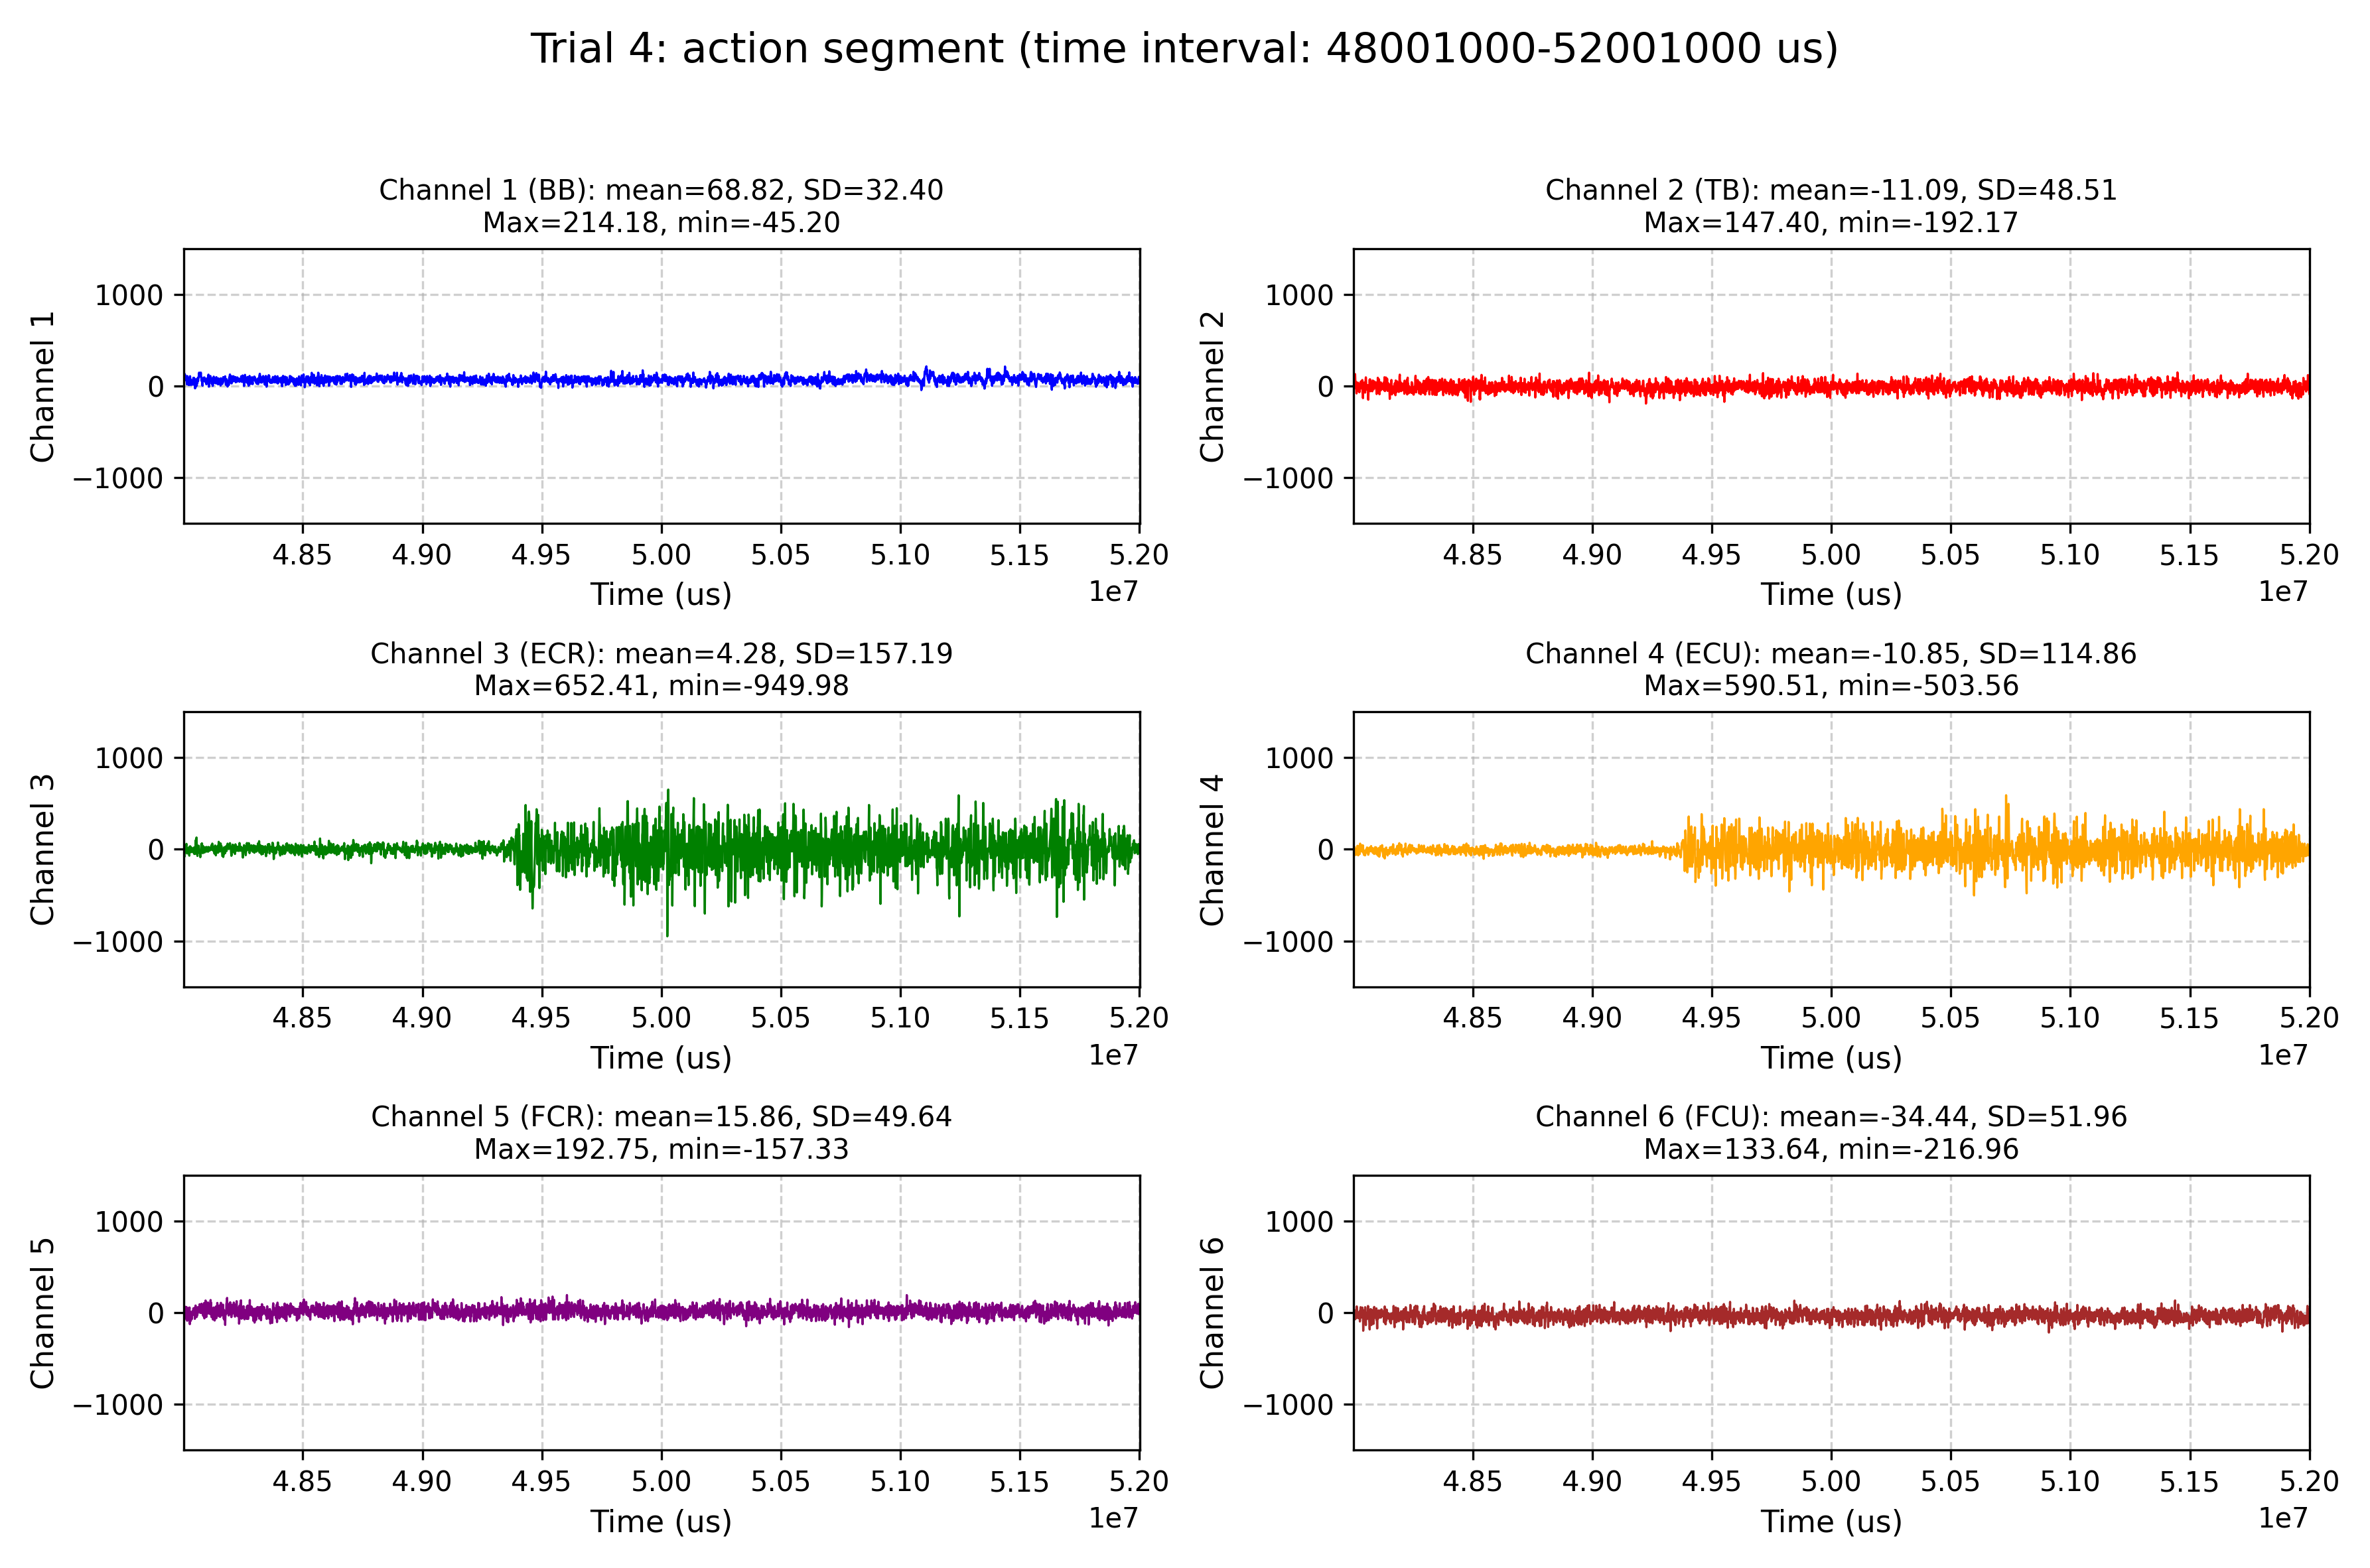 Trial 4: action segment (time interval: 48001000-52001000 us)
Channel 1 (BB): mean=68.82, SD=32.40
Max=214.18, min=-45.20
Channel 1
1000
0
−1000
4.85 4.90 4.95 5.00 5.05 5.10 5.15 5.20
Time (us)
1e7
Channel 2 (TB): mean=-11.09, SD=48.51
Max=147.40, min=-192.17
Channel 2
1000
0
−1000
4.85 4.90 4.95 5.00 5.05 5.10 5.15 5.20
Time (us)
1e7
Channel 3 (ECR): mean=4.28, SD=157.19
Max=652.41, min=-949.98
Channel 3
1000
0
−1000
4.85 4.90 4.95 5.00 5.05 5.10 5.15 5.20
Time (us)
1e7
Channel 4 (ECU): mean=-10.85, SD=114.86
Max=590.51, min=-503.56
Channel 4
1000
0
−1000
4.85 4.90 4.95 5.00 5.05 5.10 5.15 5.20
Time (us)
1e7
Channel 5 (FCR): mean=15.86, SD=49.64
Max=192.75, min=-157.33
Channel 5
1000
0
−1000
4.85 4.90 4.95 5.00 5.05 5.10 5.15 5.20
Time (us)
1e7
Channel 6 (FCU): mean=-34.44, SD=51.96
Max=133.64, min=-216.96
Channel 6
1000
0
−1000
4.85 4.90 4.95 5.00 5.05 5.10 5.15 5.20
Time (us)
1e7